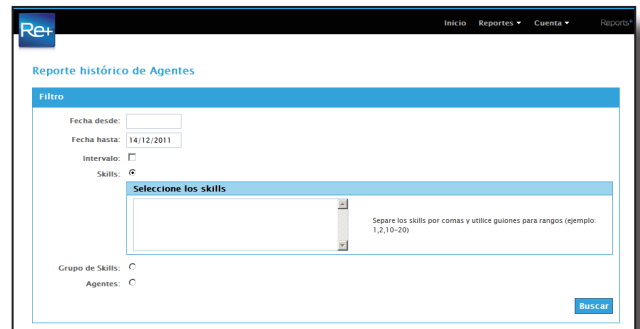 Re+
Inicio Reportes Cuenta Reports+
Reporte histórico de Agentes
Filtro
Fecha desde:
Fecha hasta: 14/12/2011
Intervalo:
Skills:
Seleccione los skills
Separe los skills por comas y utilice guiones para rangos (ejemplo:
1,2,10-20)
Grupo de Skills:
Agentes:
Buscar